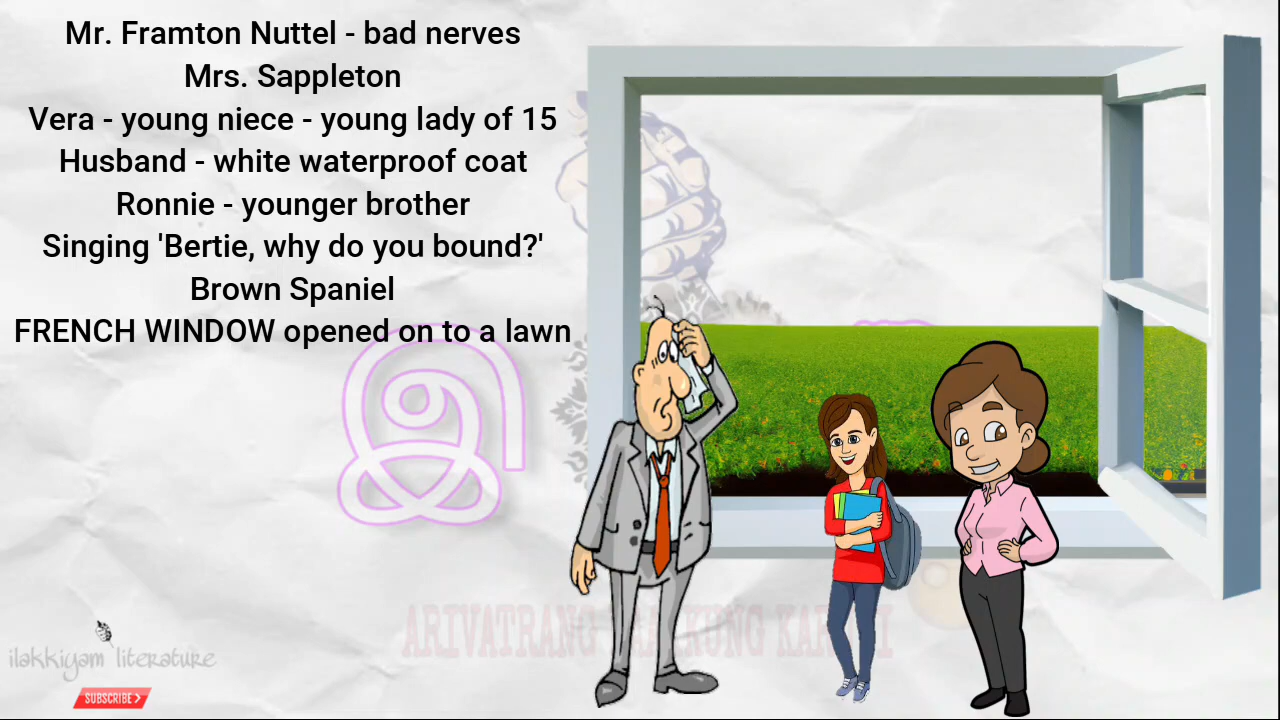 Mr. Framton Nuttel - bad nerves
Mrs. Sappleton
Vera - young niece - young lady of 15
Husband - white waterproof coat
Ronnie - younger brother
Singing 'Bertie, why do you bound?'
Brown Spaniel
FRENCH WINDOW opened on to a lawn
இ
ilakkiyam literature
SUBSCRIBE >